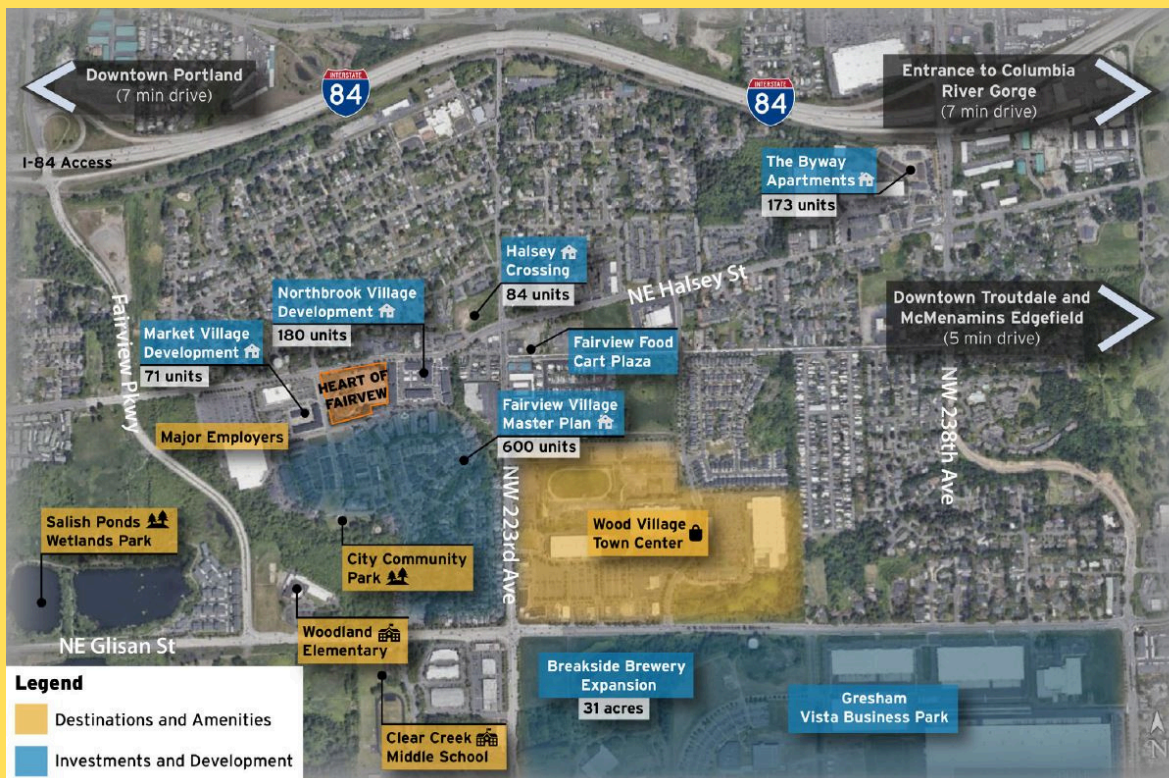 Downtown Portland
(7 min drive)
INTERSTATE
84
INTERSTATE
84
Entrance to Columbia
River Gorge
(7 min drive)
I-84 Access
The Byway
Apartments
173 units
Halsey
Crossing
84 units
NE Halsey St
Northbrook Village
Development
180 units
Downtown Troutdale and
McMenamins Edgefield
(5 min drive)
Fairview Pkwy
Market Village
Development
71 units
Fairview Food
Cart Plaza
HEART OF
FAIRVEW
NW 238th Ave
Fairview Village
Master Plan
600 units
Major Employers
NW 223rd Ave
Salish Ponds
Wetlands Park
Wood Village
Town Center
City Community
Park
Woodland
Elementary
NE Glisan St
Breakside Brewery
Expansion
31 acres
Gresham
Vista Business Park
Clear Creek
Middle School
Legend
Destinations and Amenities
Investments and Development
N